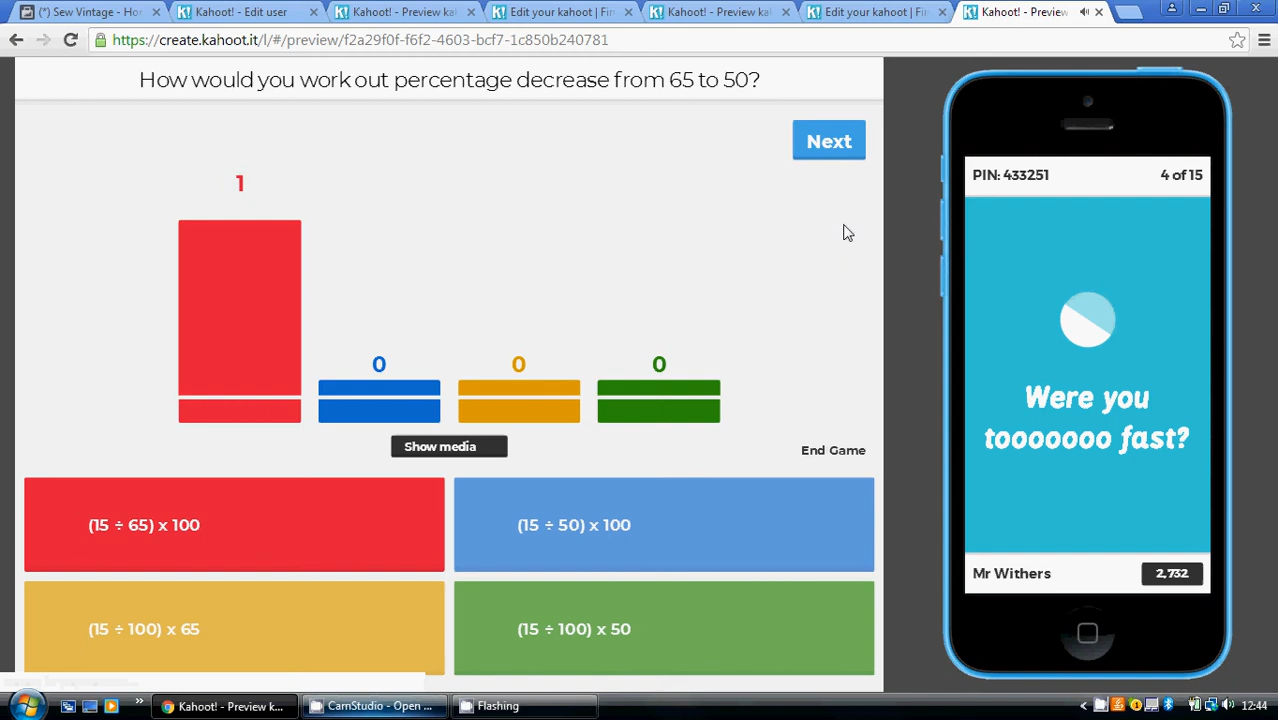 (*) Sew Vintage - Hor
Kahoot! - Edit user
Kahoot! - Preview ka
Edit your kahoot | Fin
Kahoot! - Preview ka
Edit your kahoot | Fin
Kahoot! - Preview
https://create.kahoot.it/l/#/preview/f2a29f0f-f6f2-4603-bcf7-1c850b240781
How would you work out percentage decrease from 65 to 50?
Next
1
0
0
0
Show media
End Game
(15 ÷ 65) x 100
(15 ÷ 50) x 100
(15 ÷ 100) x 65
(15 ÷ 100) x 50
PIN: 433251
4 of 15
Were you
tooooooo fast?
Mr Withers
2,732
Kahoot! - Preview k...
CamStudio - Open ...
Flashing
12:44